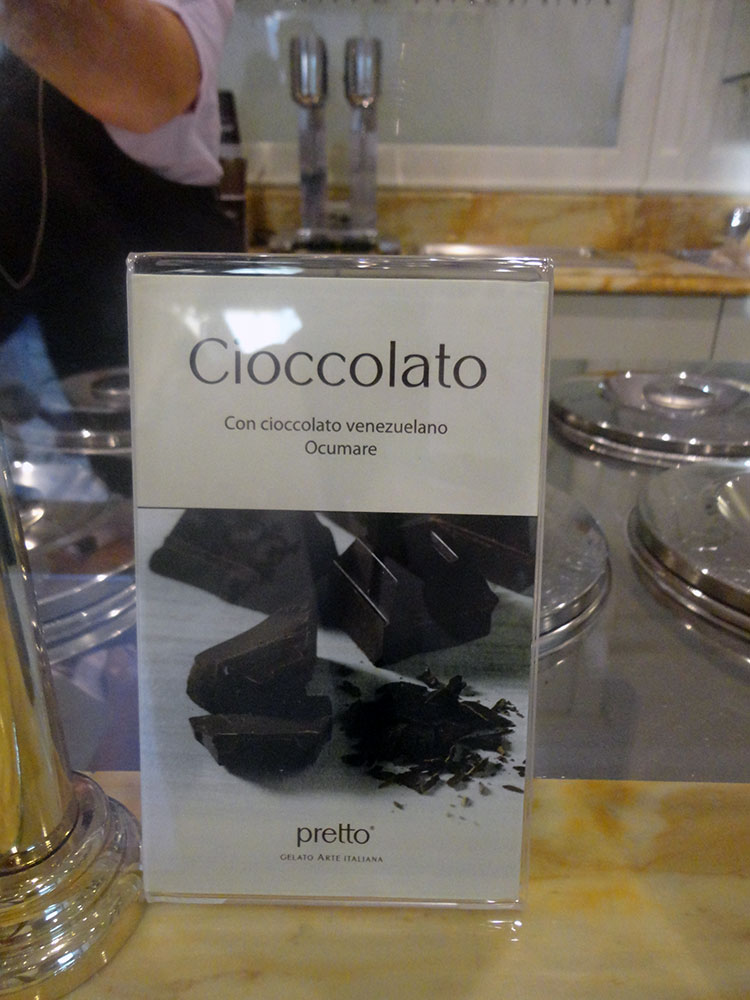 Cioccolato
Con cioccolato venezuelano
Ocumare
pretto®
GELATO ARTE ITALIANA